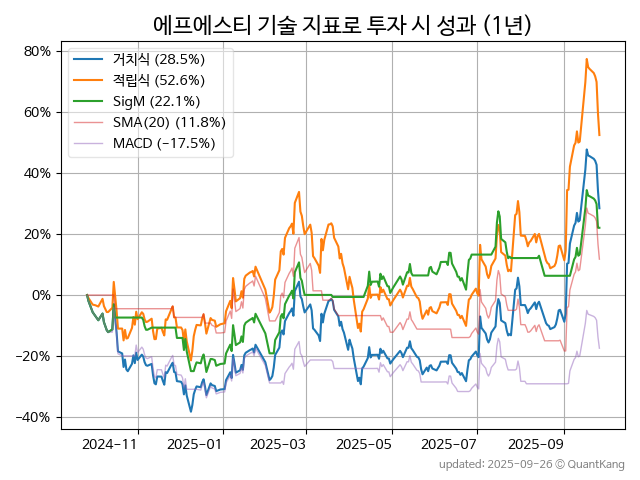 에프에스티 기술 지표로 투자 시 성과 (1년)
거치식 (28.5%)
적립식 (52.6%)
SigM (22.1%)
SMA(20) (11.8%)
MACD (-17.5%)
80%
60%
40%
20%
0%
−20%
−40%
2024-11 2025-01 2025-03 2025-05 2025-07 2025-09
updated: 2025-09-26 © QuantKang